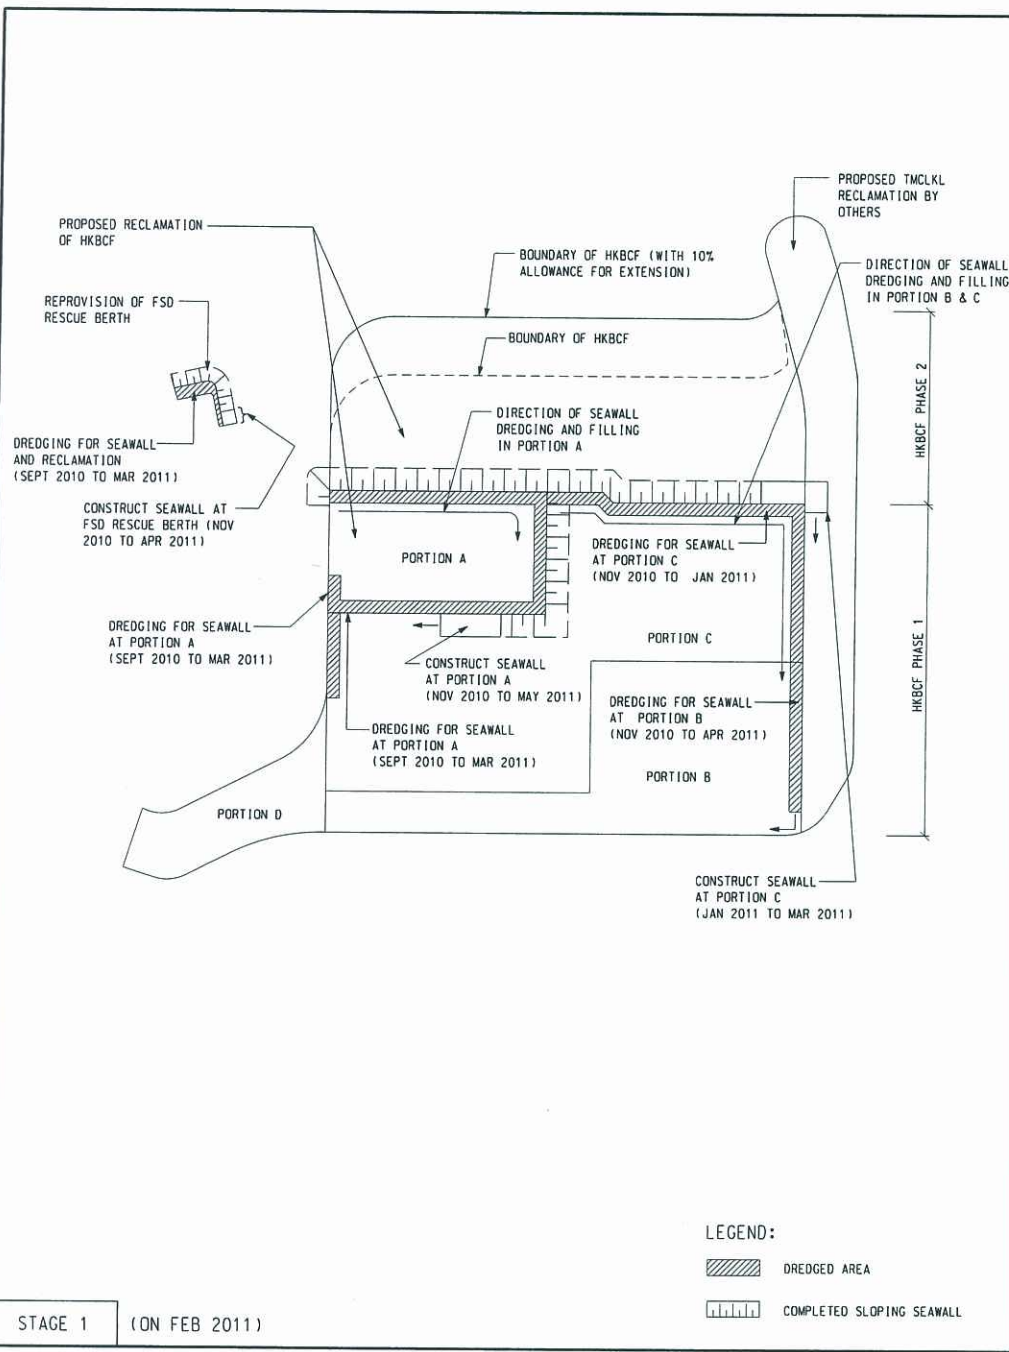 PROPOSED TMCLKL
RECLAMATION BY
OTHERS
PROPOSED RECLAMATION
OF HKBCF
BOUNDARY OF HKBCF (WITH 10%
ALLOWANCE FOR EXTENSION)
DIRECTION OF SEAWALL
DREDGING AND FILLING
IN PORTION B & C
REPROVISION OF FSD
RESCUE BERTH
BOUNDARY OF HKBCF
HKBCF PHASE 2
DIRECTION OF SEAWALL
DREDGING AND FILLING
IN PORTION A
DREDGING FOR SEAWALL
AND RECLAMATION
(SEPT 2010 TO MAR 2011)
CONSTRUCT SEAWALL AT
FSD RESCUE BERTH (NOV
2010 TO APR 2011)
PORTION A
DREDGING FOR SEAWALL
AT PORTION C
(NOV 2010 TO JAN 2011)
DREDGING FOR SEAWALL
AT PORTION A
(SEPT 2010 TO MAR 2011)
PORTION C
HKBCF PHASE 1
CONSTRUCT SEAWALL
AT PORTION A
(NOV 2010 TO MAY 2011)
DREDGING FOR SEAWALL
AT PORTION B
(NOV 2010 TO APR 2011)
DREDGING FOR SEAWALL
AT PORTION A
(SEPT 2010 TO MAR 2011)
PORTION B
PORTION D
CONSTRUCT SEAWALL
AT PORTION C
(JAN 2011 TO MAR 2011)
LEGEND:
DREDGED AREA
COMPLETED SLOPING SEAWALL
STAGE 1 (ON FEB 2011)